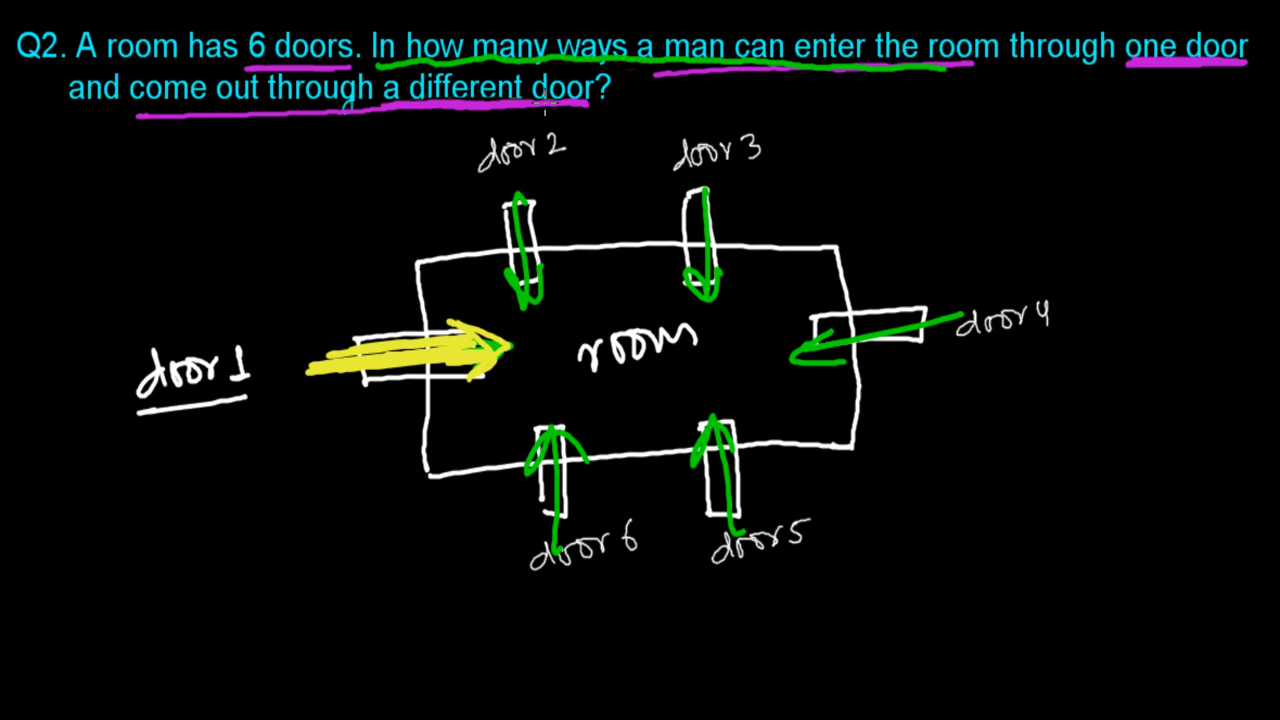 Q2. A room has 6 doors. In how many ways a man can enter the room through one door
and come out through a different door?
door 2
door 3
door 1
room
door 4
door 6
door 5